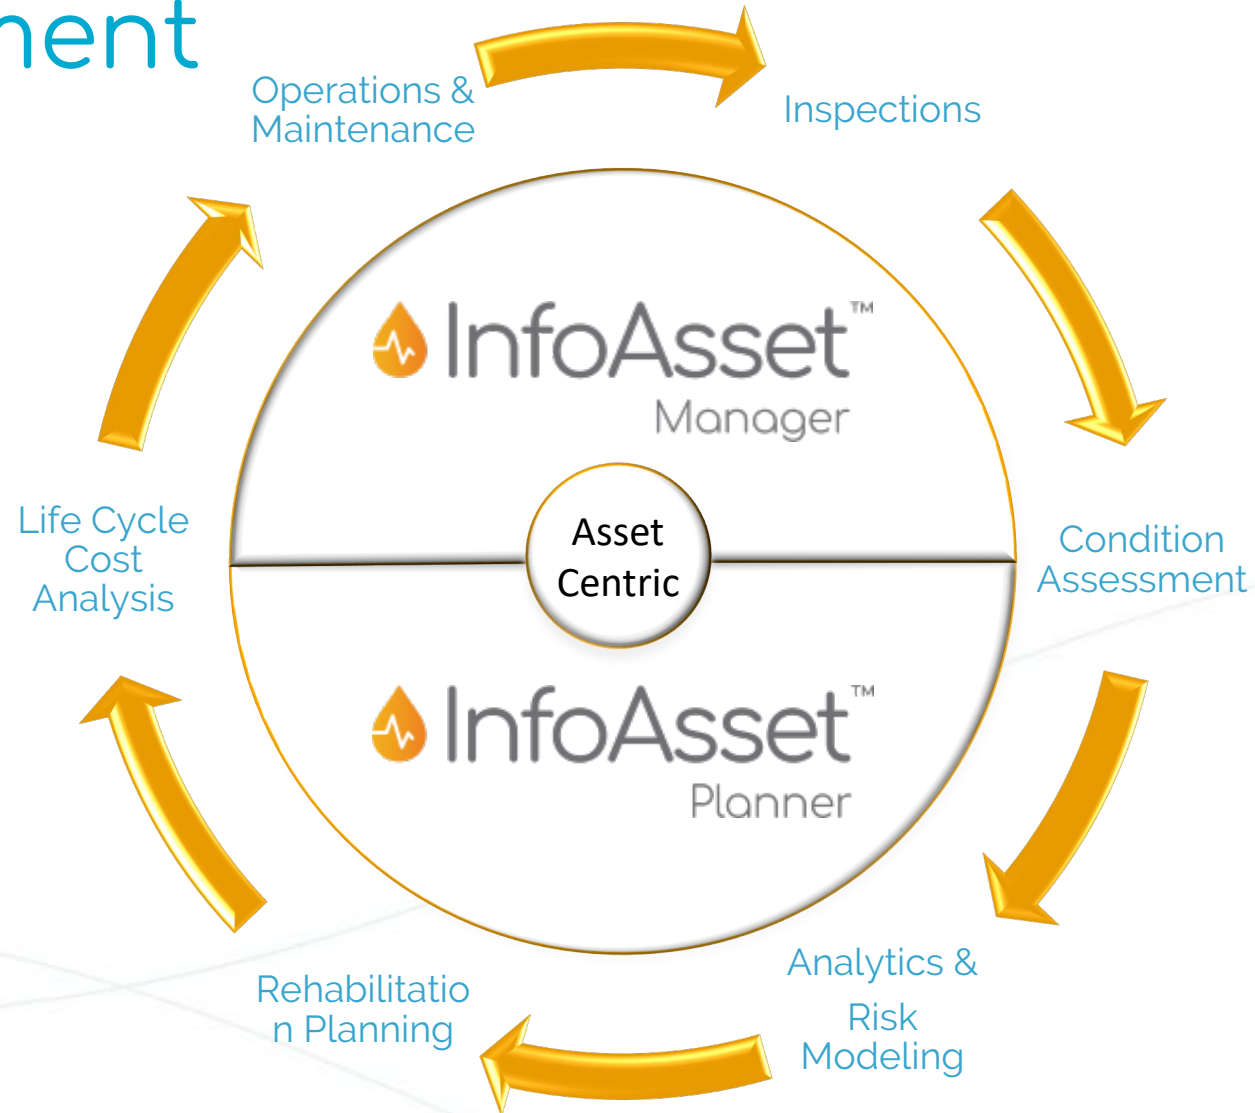 ment
Operations &
Maintenance
Inspections
InfoAsset™
Manager
Life Cycle
Cost
Analysis
Asset
Centric
Condition
Assessment
InfoAsset™
Planner
Analytics &
Risk
Modeling
Rehabilitatio
n Planning